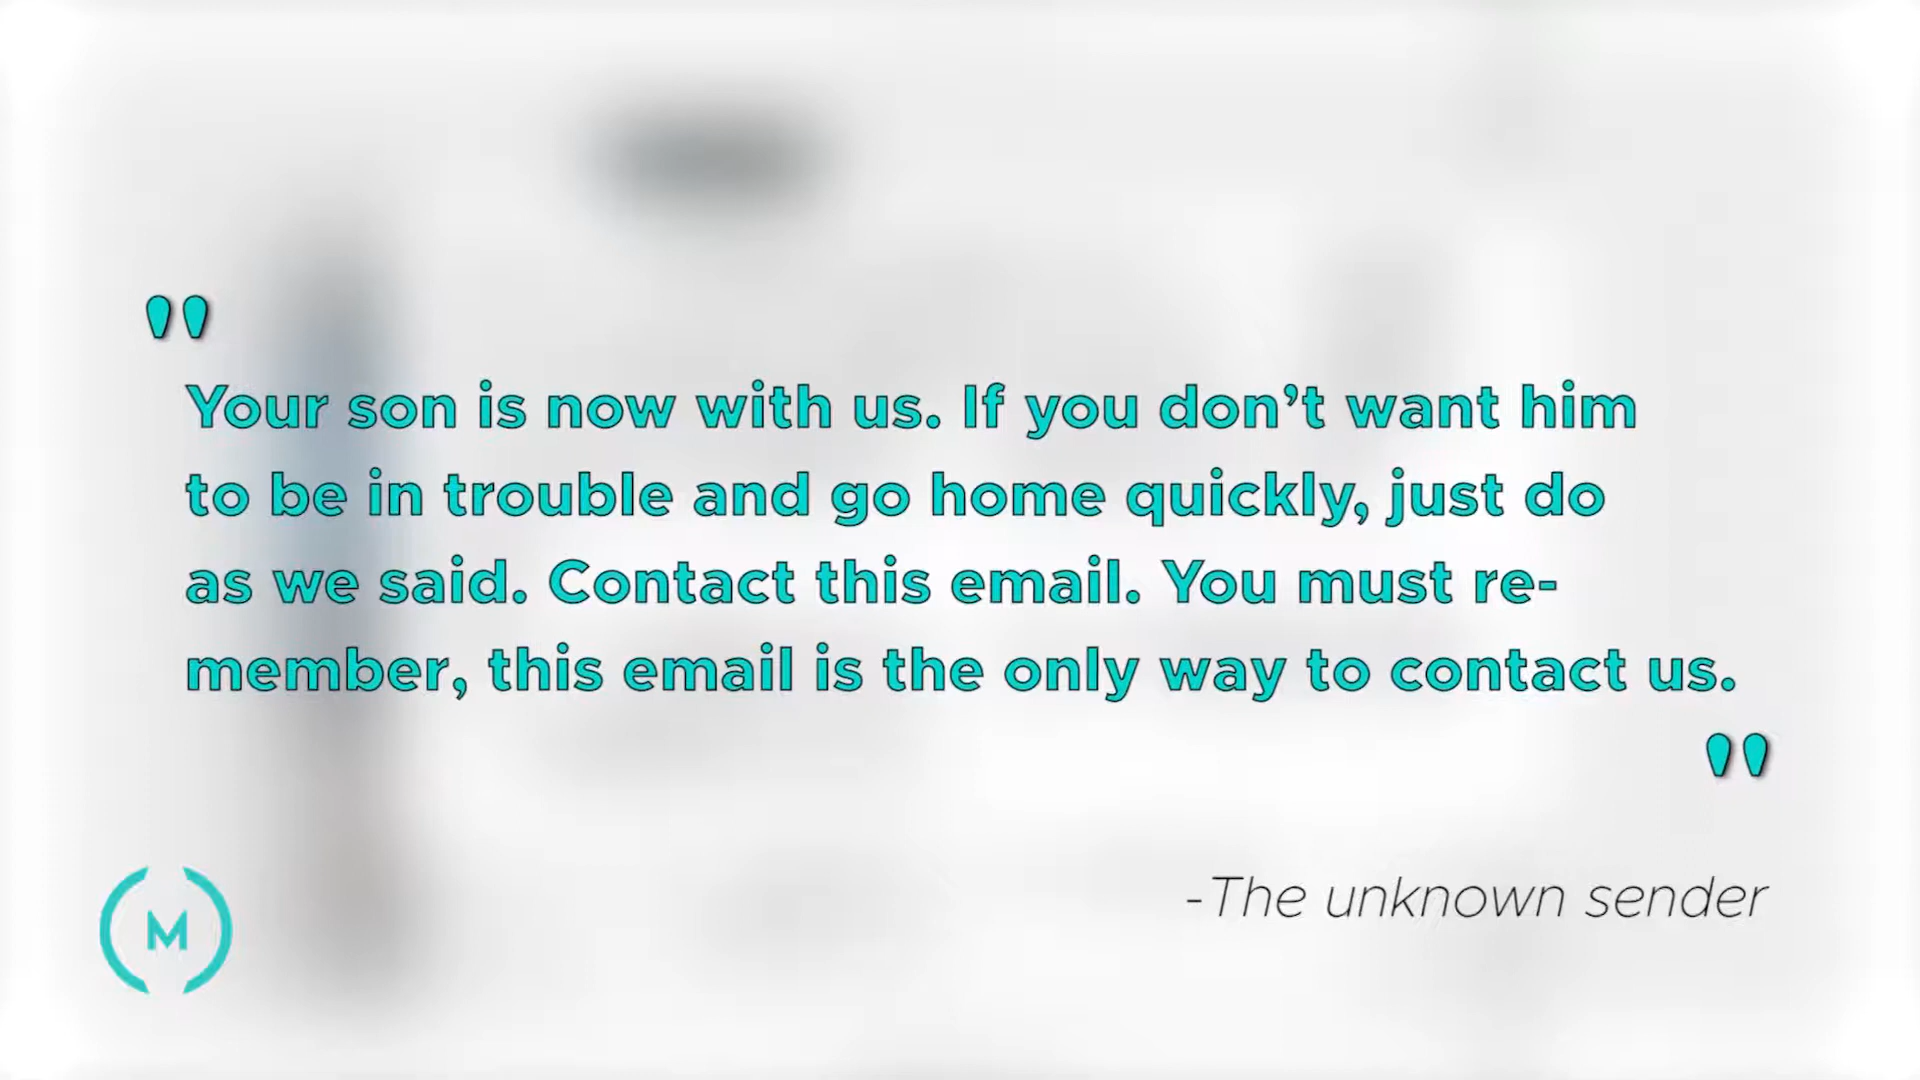 "
Your son is now with us. If you don’t want him
to be in trouble and go home quickly, just do
as we said. Contact this email. You must re-
member, this email is the only way to contact us.
"
-The unknown sender
M